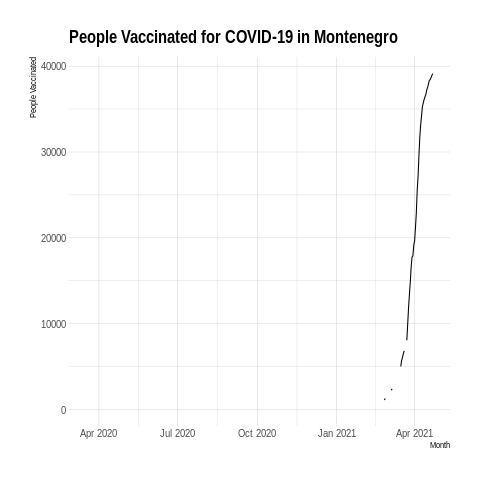 People Vaccinated for COVID-19 in Montenegro
People Vaccinated
40000
30000
20000
10000
0
Apr 2020 Jul 2020 Oct 2020 Jan 2021 Apr 2021
Month